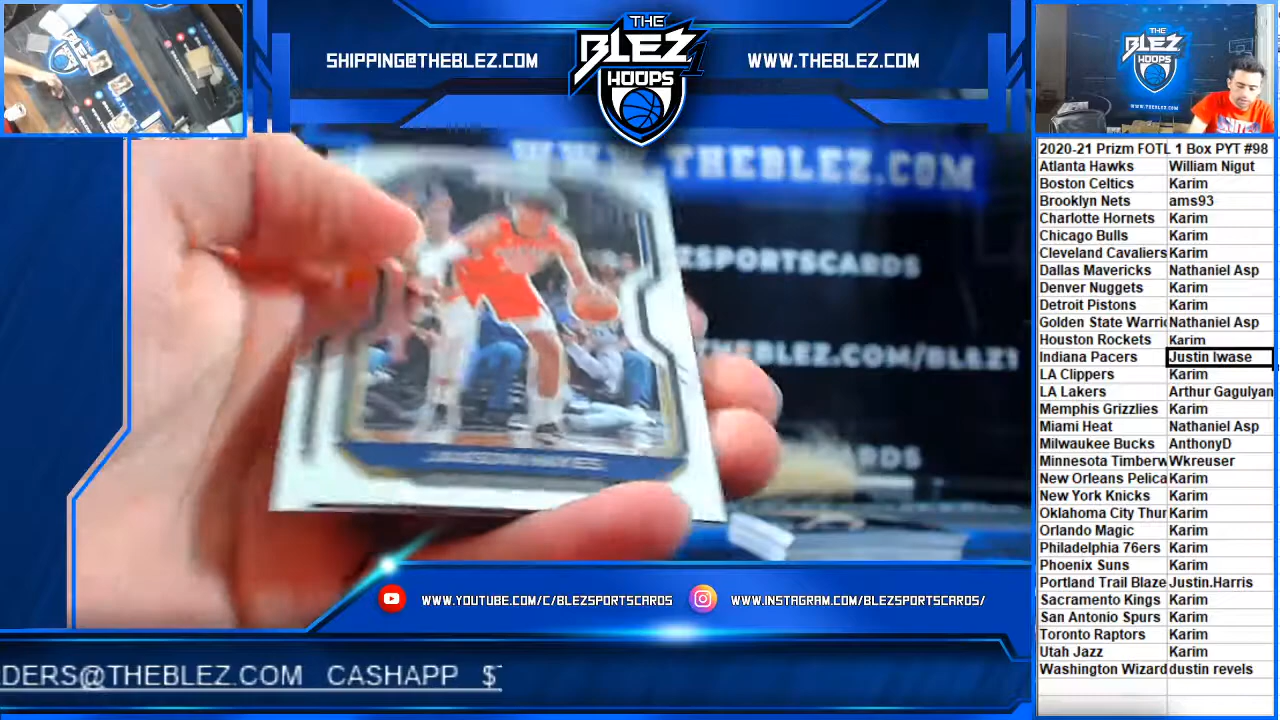 SHIPPING@THEBLEZ.COM
THE
BLEZ
HOOPS
WWW.THEBLEZ.COM
THE
BLEZ
WWW.THEBLEZ.COM
ZSPORTSCARDS
THEBLEZ.COM/BLEZ1
CARDS
2020-21 Prizm FOTL 1 Box PYT #98
Atlanta Hawks William Nigut
Boston Celtics Karim
Brooklyn Nets ams93
Charlotte Hornets Karim
Chicago Bulls Karim
Cleveland Cavaliers Karim
Dallas Mavericks Nathaniel Asp
Denver Nuggets Karim
Detroit Pistons Karim
Golden State Warri Nathaniel Asp
Houston Rockets Karim
Indiana Pacers Justin Iwase
LA Clippers Karim
LA Lakers Arthur Gagulyan
Memphis Grizzlies Karim
Miami Heat Nathaniel Asp
Milwaukee Bucks AnthonyD
Minnesota Timberw Wkreuser
New Orleans Pelica Karim
New York Knicks Karim
Oklahoma City Thur Karim
Orlando Magic Karim
Philadelphia 76ers Karim
Phoenix Suns Karim
Portland Trail Blaze Justin.Harris
Sacramento Kings Karim
San Antonio Spurs Karim
Toronto Raptors Karim
Utah Jazz Karim
Washington Wizard dustin revels
WWW.YOUTUBE.COM/C/BLEZSPORTSCARDS
WWW.INSTAGRAM.COM/BLEZSPORTSCARDS/
DERS@THEBLEZ.COM CASHAPP $